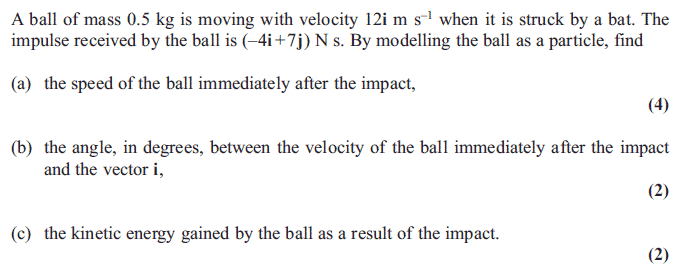 A ball of mass 0.5 kg is moving with velocity 12i m s⁻¹ when it is struck by a bat. The
impulse received by the ball is (−4i+7j) N s. By modelling the ball as a particle, find
(a) the speed of the ball immediately after the impact,
(4)
(b) the angle, in degrees, between the velocity of the ball immediately after the impact
and the vector i,
(2)
(c) the kinetic energy gained by the ball as a result of the impact.
(2)